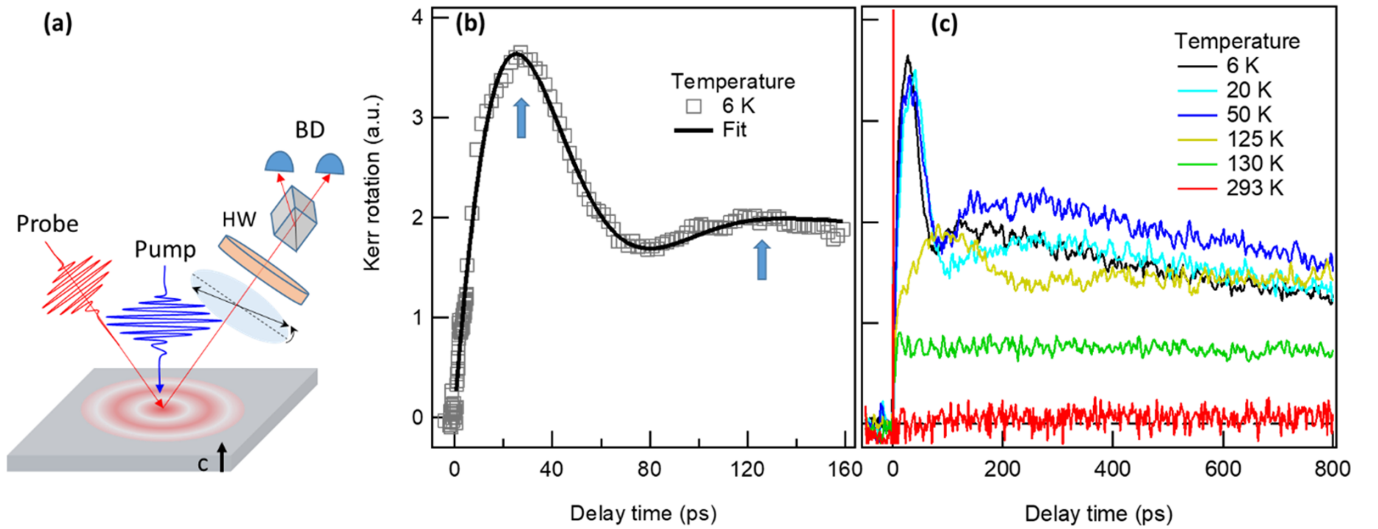 (a)
BD
HW
Probe
Pump
c
(b)
Kerr rotation (a.u.)
4
3
2
1
0
Temperature
6 K
Fit
0 40 80 120 160
Delay time (ps)
(c)
Temperature
6 K
20 K
50 K
125 K
130 K
293 K
0 200 400 600 800
Delay time (ps)